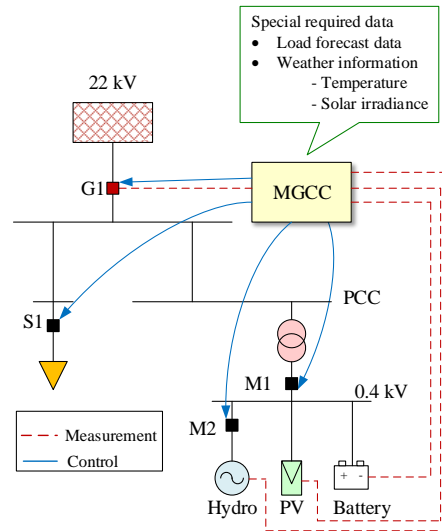 Special required data
• Load forecast data
• Weather information
- Temperature
- Solar irradiance
22 kV
G1
MGCC
PCC
S1
M1
0.4 kV
M2
Measurement
Control
+ -
Hydro
PV
Battery